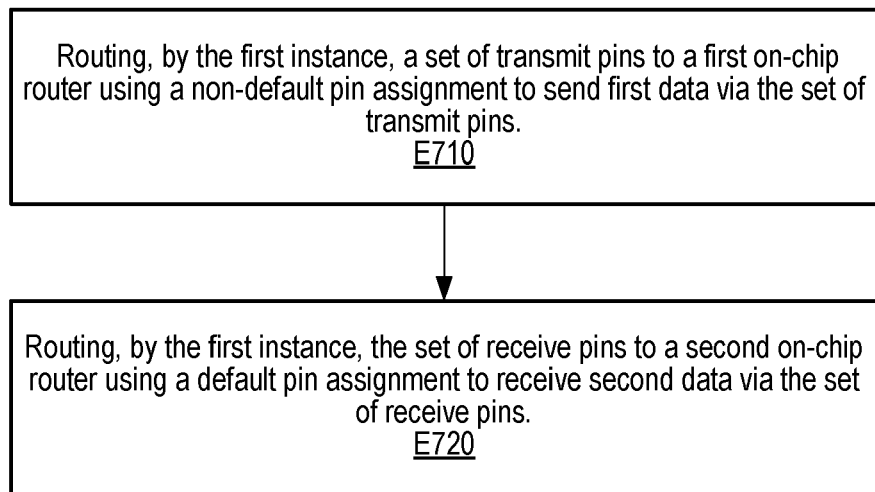 Routing, by the first instance, a set of transmit pins to a first on-chip
router using a non-default pin assignment to send first data via the set of
transmit pins.
E710
Routing, by the first instance, the set of receive pins to a second on-chip
router using a default pin assignment to receive second data via the set
of receive pins.
E720